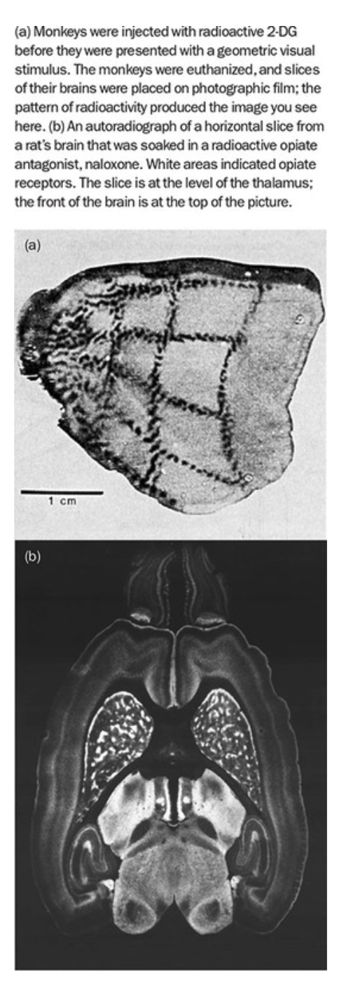 (a) Monkeys were injected with radioactive 2-DG
before they were presented with a geometric visual
stimulus. The monkeys were euthanized, and slices
of their brains were placed on photographic film; the
pattern of radioactivity produced the image you see
here. (b) An autoradiograph of a horizontal slice from
a rat's brain that was soaked in a radioactive opiate
antagonist, naloxone. White areas indicated opiate
receptors. The slice is at the level of the thalamus;
the front of the brain is at the top of the picture.
(a)
1 cm
(b)